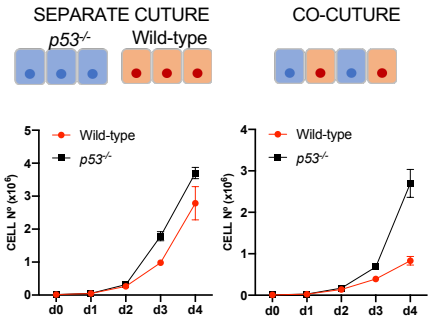 SEPARATE CUTURE
p53-/- Wild-type
CO-CUTURE
Wild-type
p53-/-
CELL Nº (x10⁶)
5
4
3
2
1
0
d0 d1 d2 d3 d4
Wild-type
p53-/-
CELL Nº (x10⁶)
4
3
2
1
0
d0 d1 d2 d3 d4